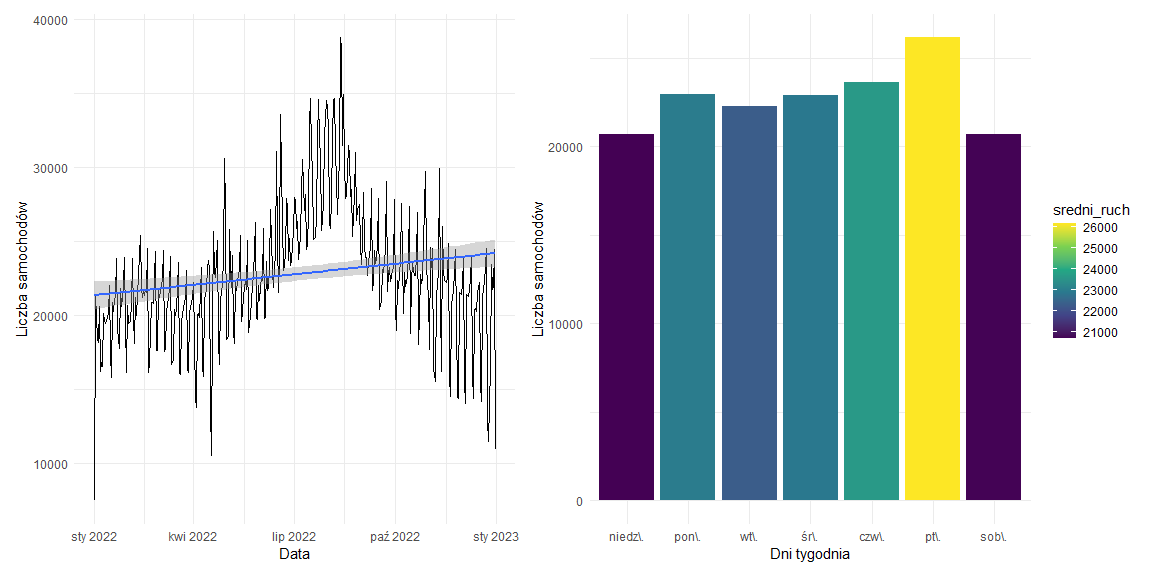 40000
30000
20000
10000
Liczba samochodów
sty 2022
kwi 2022
lip 2022
paź 2022
sty 2023
Data
20000
10000
0
Liczba samochodów
niedz\.
pon\.
wt\.
śr\.
czw\.
pt\.
sob\.
Dni tygodnia
sredni_ruch
26000
25000
24000
23000
22000
21000